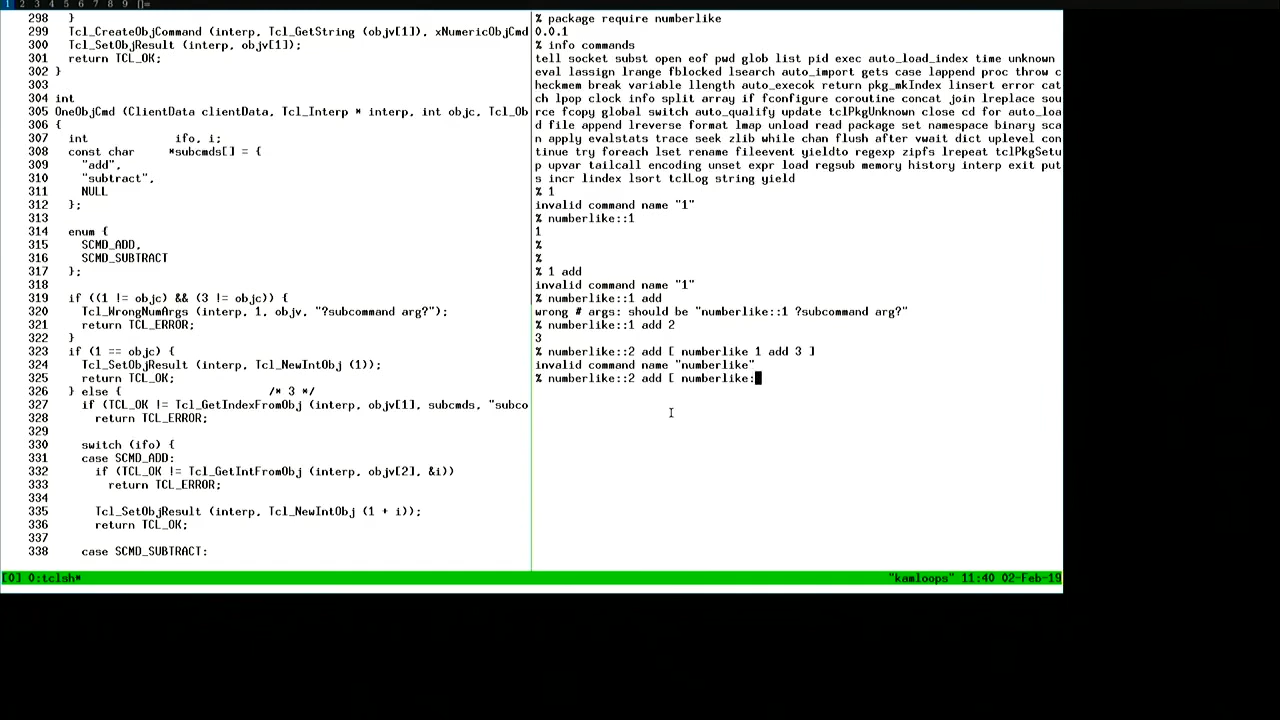 1 2 3 4 5 6 7 8 9 []=
298 }
299 Tcl_CreateObjCommand (interp, Tcl_GetString (objv[1]), xNumericObjCmd
300 Tcl_SetObjResult (interp, objv[1]);
301 return TCL_OK;
302 }
303
304 int
305 OneObjCmd (ClientData clientData, Tcl_Interp * interp, int objc, Tcl_Ob
306 {
307 int ifo, i;
308 const char *subcmds[] = {
309 "add",
310 "subtract",
311 NULL
312 };
313
314 enum {
315 SCMD_ADD,
316 SCMD_SUBTRACT
317 };
318
319 if ((1 != objc) && (3 != objc)) {
320 Tcl_WrongNumArgs (interp, 1, objv, "?subcommand arg?");
321 return TCL_ERROR;
322 }
323 if (1 == objc) {
324 Tcl_SetObjResult (interp, Tcl_NewIntObj (1));
325 return TCL_OK;
326 } else { /* 3 */
327 if (TCL_OK != Tcl_GetIndexFromObj (interp, objv[1], subcmds, "subco
328 return TCL_ERROR;
329
330 switch (ifo) {
331 case SCMD_ADD:
332 if (TCL_OK != Tcl_GetIntFromObj (interp, objv[2], &i))
333 return TCL_ERROR;
334
335 Tcl_SetObjResult (interp, Tcl_NewIntObj (1 + i));
336 return TCL_OK;
337
338 case SCMD_SUBTRACT:
% package require numberlike
0.0.1
% info commands
tell socket subst open eof pwd glob list pid exec auto_load_index time unknown
eval lassign lrange fblocked lsearch auto_import gets case lappend proc throw c
heckmem break variable llength auto_execok return pkg_mkIndex linsert error cat
ch lpop clock info split array if fconfigure coroutine concat join lreplace sou
rce fcopy global switch auto_qualify update tclPkgUnknown close cd for auto_loa
d file append lreverse format lmap unload read package set namespace binary sca
n apply evalstats trace seek zlib while chan flush after vwait dict uplevel con
tinue try foreach lset rename fileevent yieldto regexp zipfs lrepeat tclPkgSetu
p upvar tailcall encoding unset expr load regsub memory history interp exit put
s incr lindex lsort tclLog string yield
% 1
invalid command name "1"
% numberlike::1
1
%
%
% 1 add
invalid command name "1"
% numberlike::1 add
wrong # args: should be "numberlike::1 ?subcommand arg?"
% numberlike::1 add 2
3
% numberlike::2 add [ numberlike 1 add 3 ]
invalid command name "numberlike"
% numberlike::2 add [ numberlike:
[0] 0:tclsh* "kamloops" 11:40 02-Feb-19